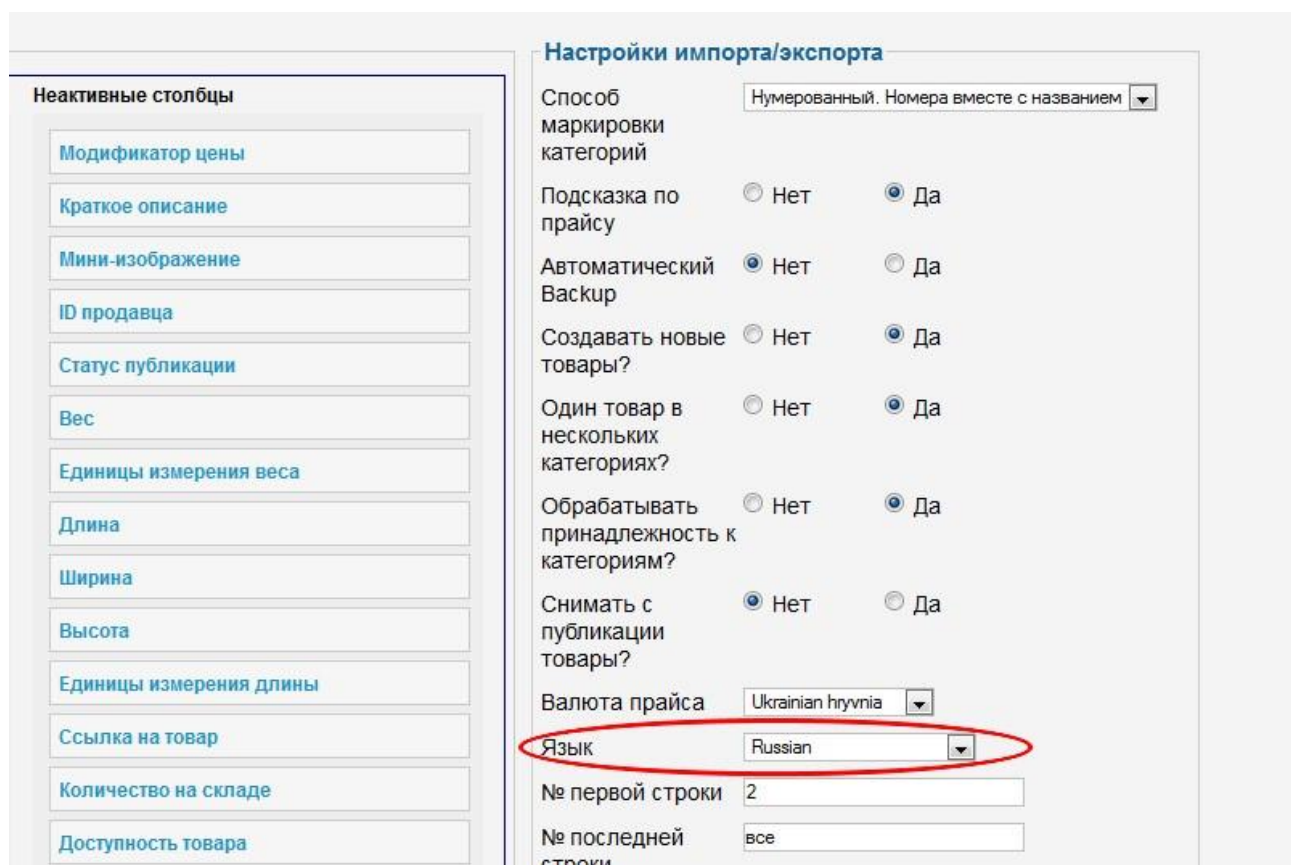 Неактивные столбцы
Модификатор цены
Краткое описание
Мини-изображение
ID продавца
Статус публикации
Вес
Единицы измерения веса
Длина
Ширина
Высота
Единицы измерения длины
Ссылка на товар
Количество на складе
Доступность товара
Настройки импорта/экспорта
Способ
маркировки
категорий
Нумерованный. Номера вместе с названием
Подсказка по
прайсу
Нет Да
Автоматический
Backup
Нет Да
Создавать новые
товары?
Нет Да
Один товар в
нескольких
категориях?
Нет Да
Обрабатывать
принадлежность к
категориям?
Нет Да
Снимать с
публикации
товары?
Нет Да
Валюта прайса Ukrainian hryvnia
Язык Russian
№ первой строки 2
№ последней все
строки